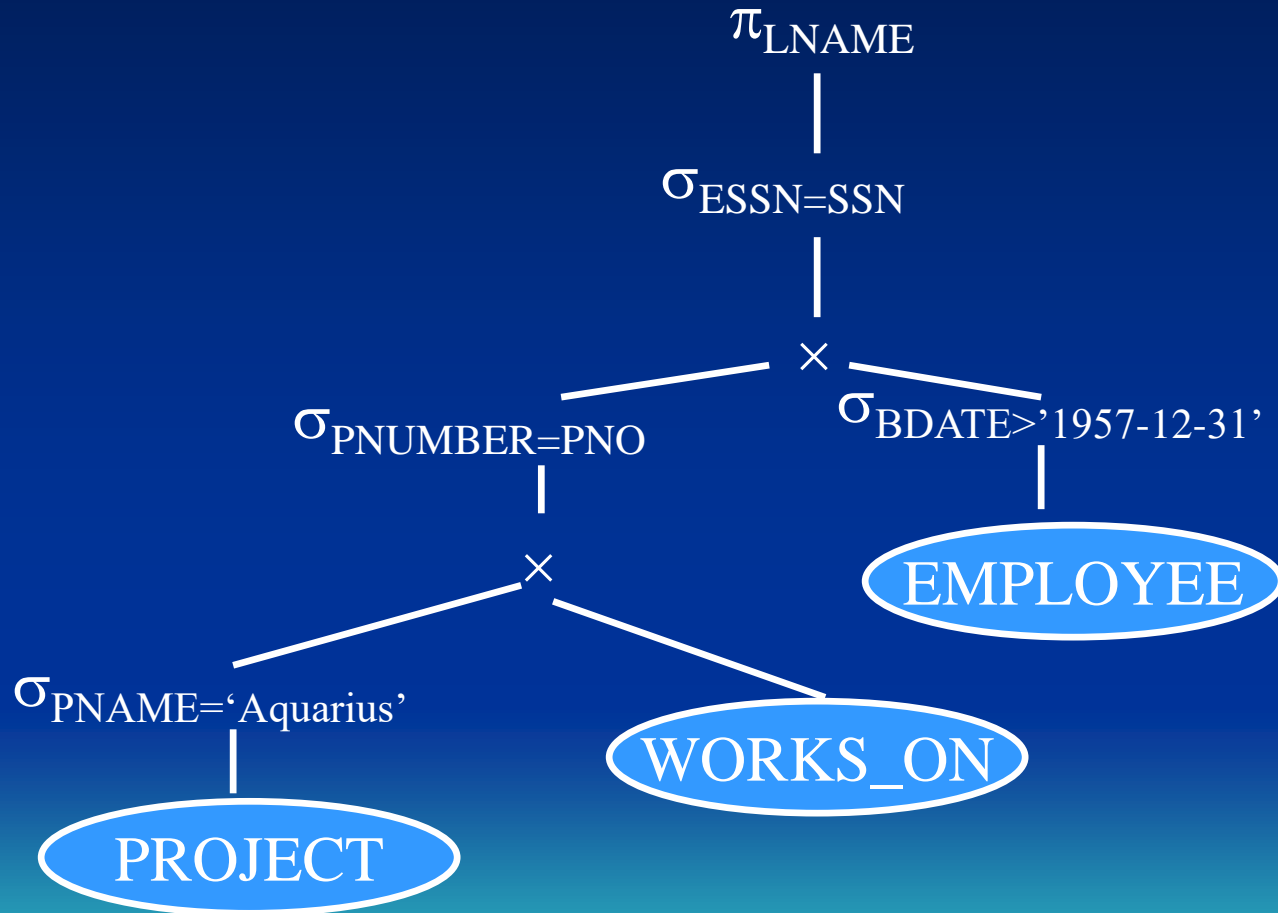 πLNAME
σESSN=SSN
×
σPNUMBER=PNO
σBDATE>’1957-12-31’
×
EMPLOYEE
σPNAME=‘Aquarius’
WORKS_ON
PROJECT